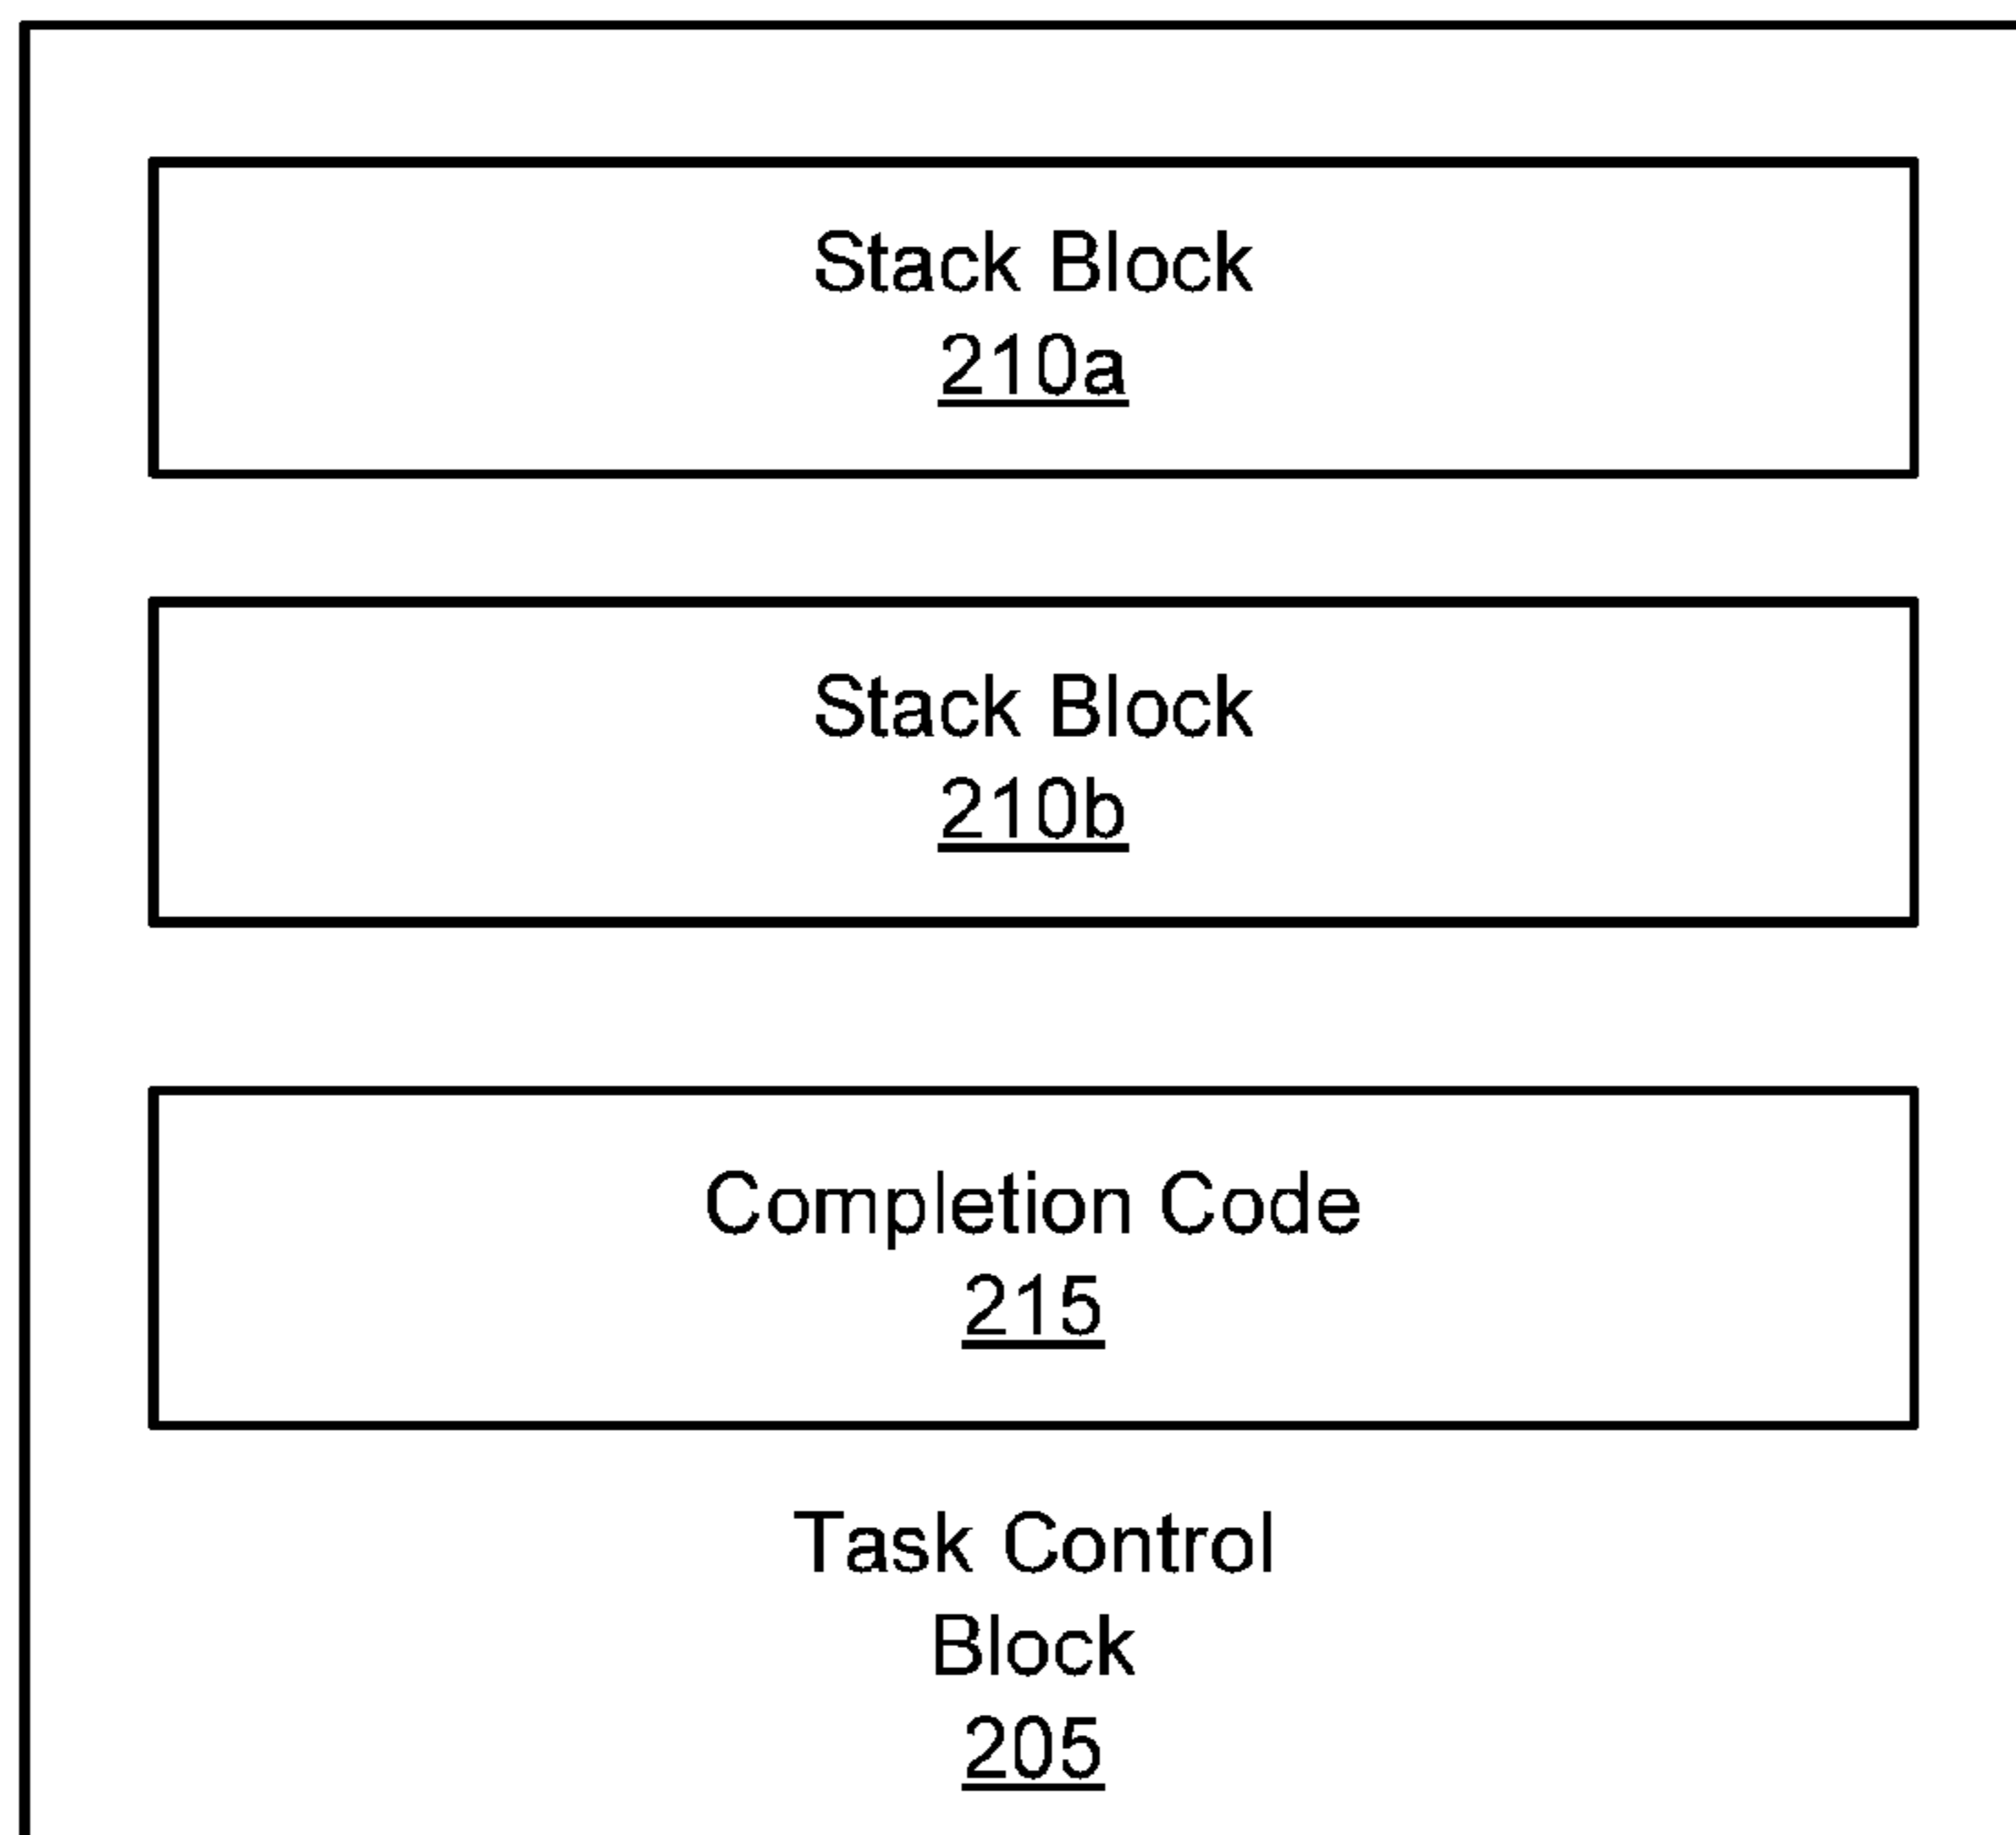 Stack Block
210a
Stack Block
210b
Completion Code
215
Task Control
Block
205